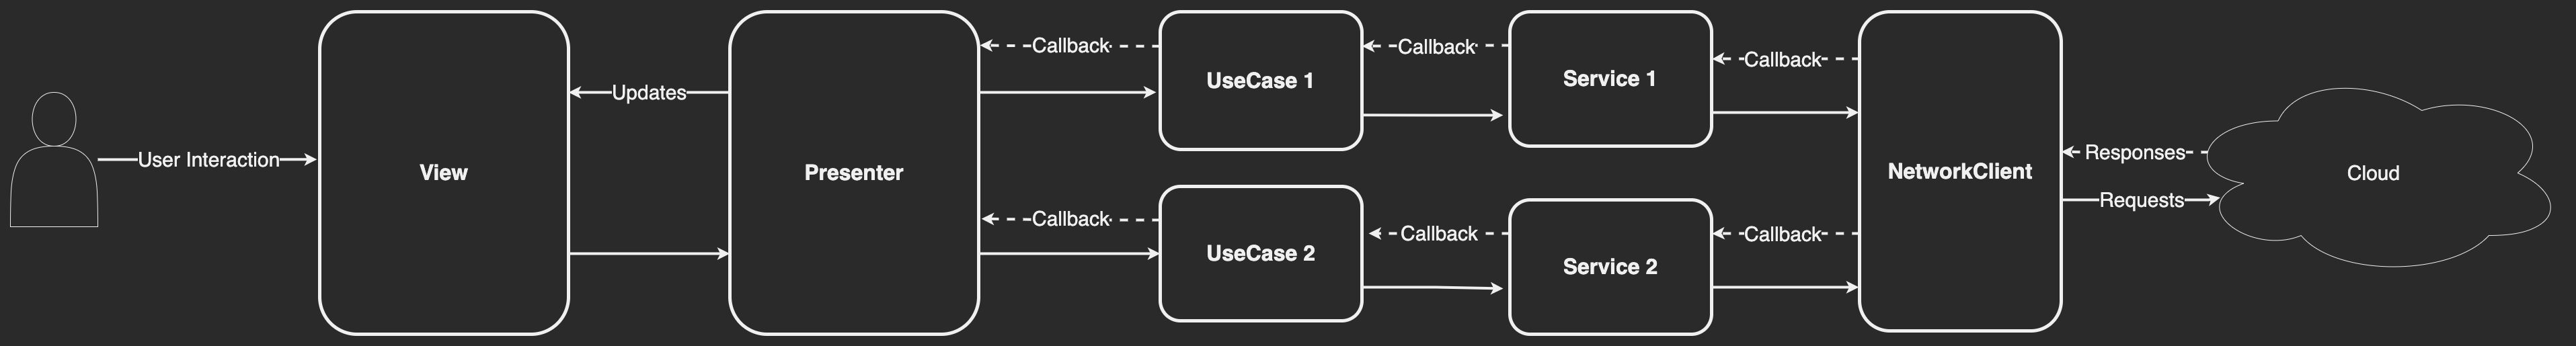 User Interaction
View
Updates
Presenter
Callback
UseCase 1
Callback
Service 1
Callback
Callback
UseCase 2
Callback
Service 2
Callback
NetworkClient
Responses
Requests
Cloud